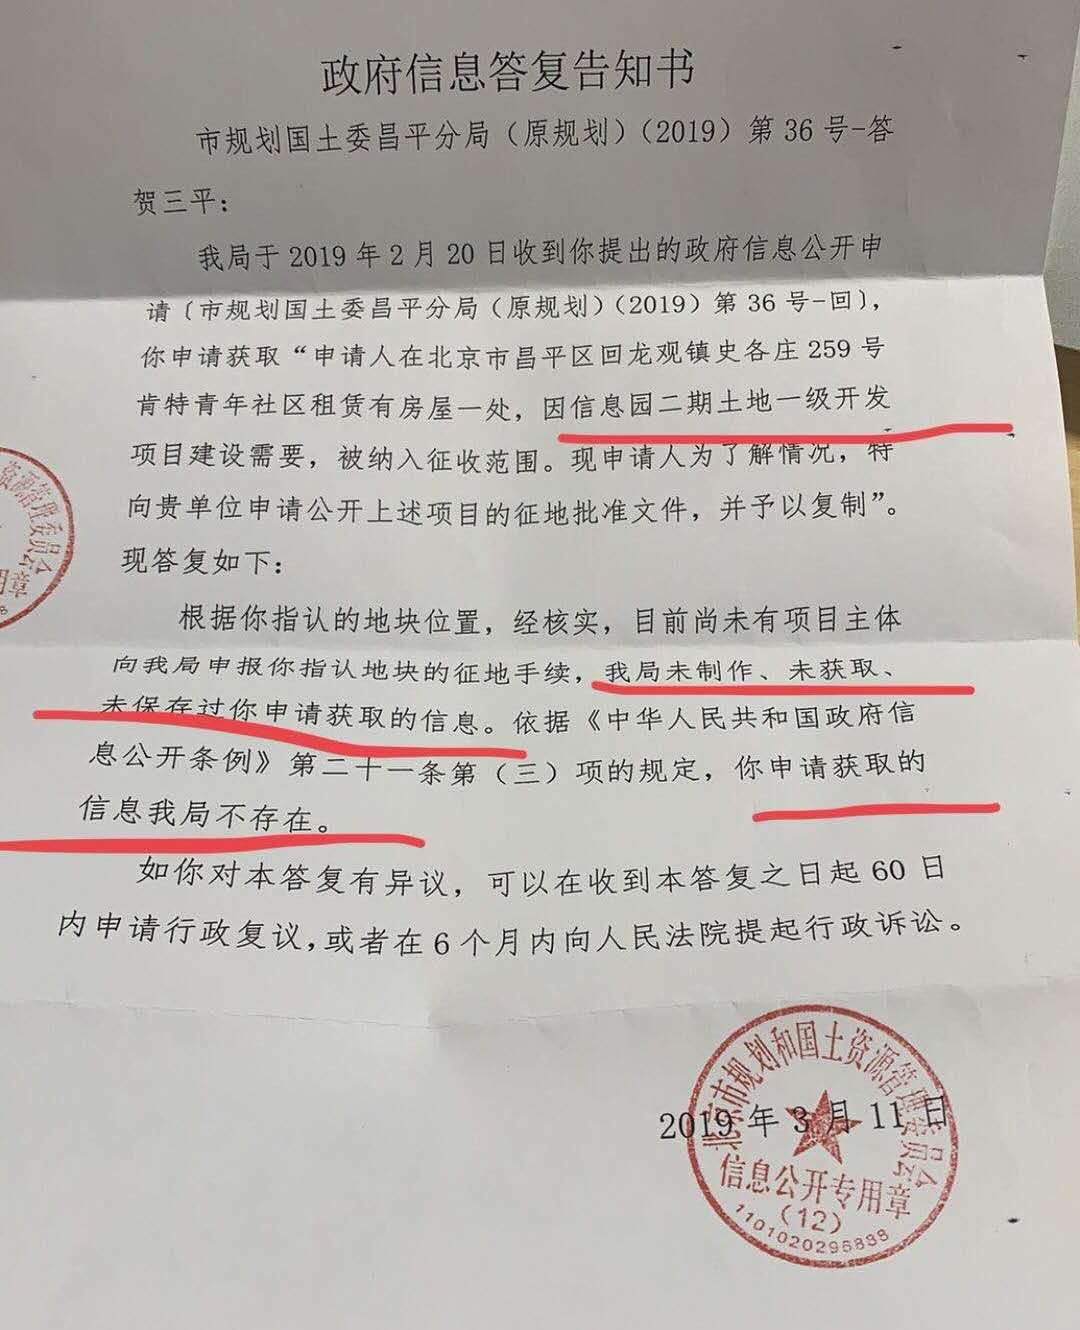 政府信息答复告知书
市规划国土委昌平分局（原规划）（2019）第 36 号-答
贺三平：
我局于 2019 年 2 月 20 日收到你提出的政府信息公开申
请〔市规划国土委昌平分局（原规划）（2019）第 36 号-回〕，
你申请获取“申请人在北京市昌平区回龙观镇史各庄 259 号
肯特青年社区租赁有房屋一处，因信息园二期土地一级开发
项目建设需要，被纳入征收范围。现申请人为了解情况，特
向贵单位申请公开上述项目的征地批准文件，并予以复制”。
现答复如下：
根据你指认的地块位置，经核实，目前尚未有项目主体
向我局申报你指认地块的征地手续，我局未制作、未获取、
未保存过你申请获取的信息。依据《中华人民共和国政府信
息公开条例》第二十一条第（三）项的规定，你申请获取的
信息我局不存在。
如你对本答复有异议，可以在收到本答复之日起 60 日
内申请行政复议，或者在 6 个月内向人民法院提起行政诉讼。
2019 年 3 月 11 日
北京市规划和国土资源管理委员会
信息公开专用章
（12）
1101020296888
资源管理委员会
用章